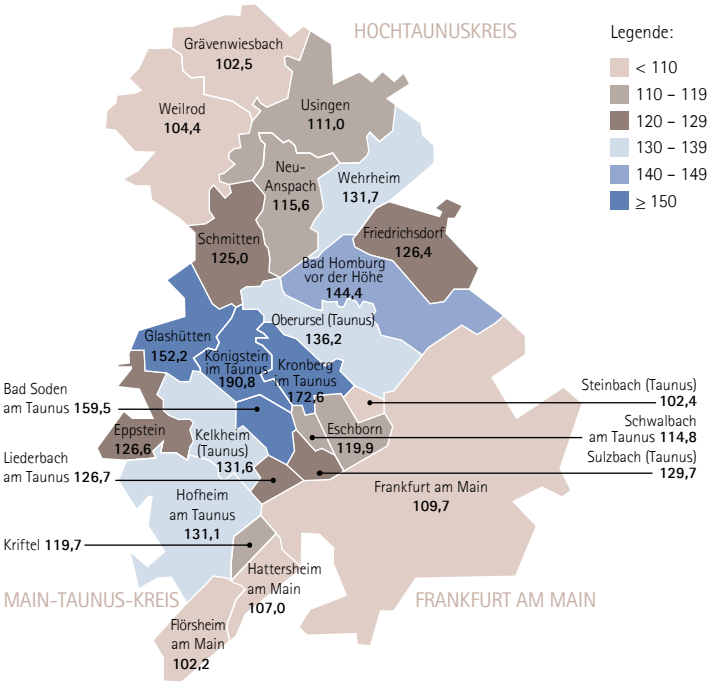 HOCHTAUNUSKREIS
Legende:
< 110
110 – 119
120 – 129
130 – 139
140 – 149
≥ 150
Grävenwiesbach
102,5
Weilrod
104,4
Usingen
111,0
Neu-
Anspach
115,6
Wehrheim
131,7
Schmitten
125,0
Friedrichsdorf
126,4
Bad Homburg
vor der Höhe
144,4
Oberursel (Taunus)
136,2
Glashütten
152,2
Königstein
im Taunus
190,8
Kronberg
im Taunus
172,6
Bad Soden
am Taunus 159,5
Steinbach (Taunus)
102,4
Eppstein
126,6
Kelkheim
(Taunus)
131,6
Eschborn
119,9
Schwalbach
am Taunus 114,8
Liederbach
am Taunus 126,7
Sulzbach (Taunus)
129,7
Hofheim
am Taunus
131,1
Frankfurt am Main
109,7
Kriftel 119,7
Hattersheim
am Main
107,0
MAIN-TAUNUS-KREIS
FRANKFURT AM MAIN
Flörsheim
am Main
102,2